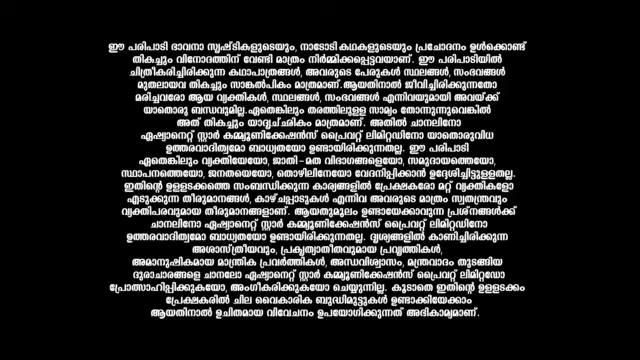 ഈ പരിപാടി ഭാവനാ സൃഷ്ടികളുടെയും, നാടോടി കഥകളുടെയും പ്രചോദനം ഉൾക്കൊണ്ട്
തികച്ചും വിനോദത്തിന് വേണ്ടി മാത്രം നിർമ്മിക്കപ്പെട്ടവയാണ്. ഈ പരിപാടിയിൽ
ചിത്രീകരിച്ചിരിക്കുന്ന കഥാപാത്രങ്ങൾ, അവരുടെ പേരുകൾ സ്ഥലങ്ങൾ, സംഭവങ്ങൾ
മുതലായവ തികച്ചും സാങ്കൽപികം മാത്രമാണ്.ആയതിനാൽ ജീവിച്ചിരിക്കുന്നതോ
മരിച്ചവരോ ആയ വ്യക്തികൾ, സ്ഥലങ്ങൾ, സംഭവങ്ങൾ എന്നിവയുമായി അവയ്ക്ക്
യാതൊരു ബന്ധവുമില്ല.ഏതെങ്കിലും തരത്തിലുള്ള സാമ്യം തോന്നുന്നുവെങ്കിൽ
അത് തികച്ചും യാദൃച്ഛികം മാത്രമാണ്. അതിൽ ചാനലിനോ
ഏഷ്യാനെറ്റ് സ്റ്റാർ കമ്മ്യൂണിക്കേഷൻസ് പ്രൈവറ്റ് ലിമിറ്റഡിനോ യാതൊരുവിധ
ഉത്തരവാദിത്വമോ ബാധ്യതയോ ഉണ്ടായിരിക്കുന്നതല്ല. ഈ പരിപാടി
ഏതെങ്കിലും വ്യക്തിയേയോ, ജാതി-മത വിഭാഗങ്ങളെയോ, സമുദായത്തെയോ,
സ്ഥാപനത്തെയോ, ജനതയെയോ, തൊഴിലിനേയോ വേദനിപ്പിക്കാൻ ഉദ്ദേശിച്ചിട്ടുള്ളതല്ല.
ഇതിന്റെ ഉള്ളടക്കത്തെ സംബന്ധിക്കുന്ന കാര്യങ്ങളിൽ പ്രേക്ഷകരോ മറ്റ് വ്യക്തികളോ
എടുക്കുന്ന തീരുമാനങ്ങൾ, കാഴ്ചപ്പാടുകൾ എന്നിവ അവരുടെ മാത്രം സ്വതന്ത്രവും
വ്യക്തിപരവുമായ തീരുമാനങ്ങളാണ്. ആയതുമൂലം ഉണ്ടായേക്കാവുന്ന പ്രശ്നങ്ങൾക്ക്
ചാനലിനോ ഏഷ്യാനെറ്റ് സ്റ്റാർ കമ്മ്യൂണിക്കേഷൻസ് പ്രൈവറ്റ് ലിമിറ്റഡിനോ
ഉത്തരവാദിത്വമോ ബാധ്യതയോ ഉണ്ടായിരിക്കുന്നതല്ല. ദൃശ്യങ്ങളിൽ കാണിച്ചിരിക്കുന്ന
അശാസ്ത്രീയവും, പ്രകൃത്യാതീതവുമായ പ്രവൃത്തികൾ,
അമാനുഷികമായ മാന്ത്രിക പ്രവർത്തികൾ, അന്ധവിശ്വാസം, മന്ത്രവാദം തുടങ്ങിയ
ദുരാചാരങ്ങളെ ചാനലോ ഏഷ്യാനെറ്റ് സ്റ്റാർ കമ്മ്യൂണിക്കേഷൻസ് പ്രൈവറ്റ് ലിമിറ്റഡോ
പ്രോത്സാഹിപ്പിക്കുകയോ, അംഗീകരിക്കുകയോ ചെയ്യുന്നില്ല. കൂടാതെ ഇതിന്റെ ഉള്ളടക്കം
പ്രേക്ഷകരിൽ ചില വൈകാരിക ബുദ്ധിമുട്ടുകൾ ഉണ്ടാക്കിയേക്കാം
ആയതിനാൽ ഉചിതമായ വിവേചനം ഉപയോഗിക്കുന്നത് അഭികാമ്യമാണ്.